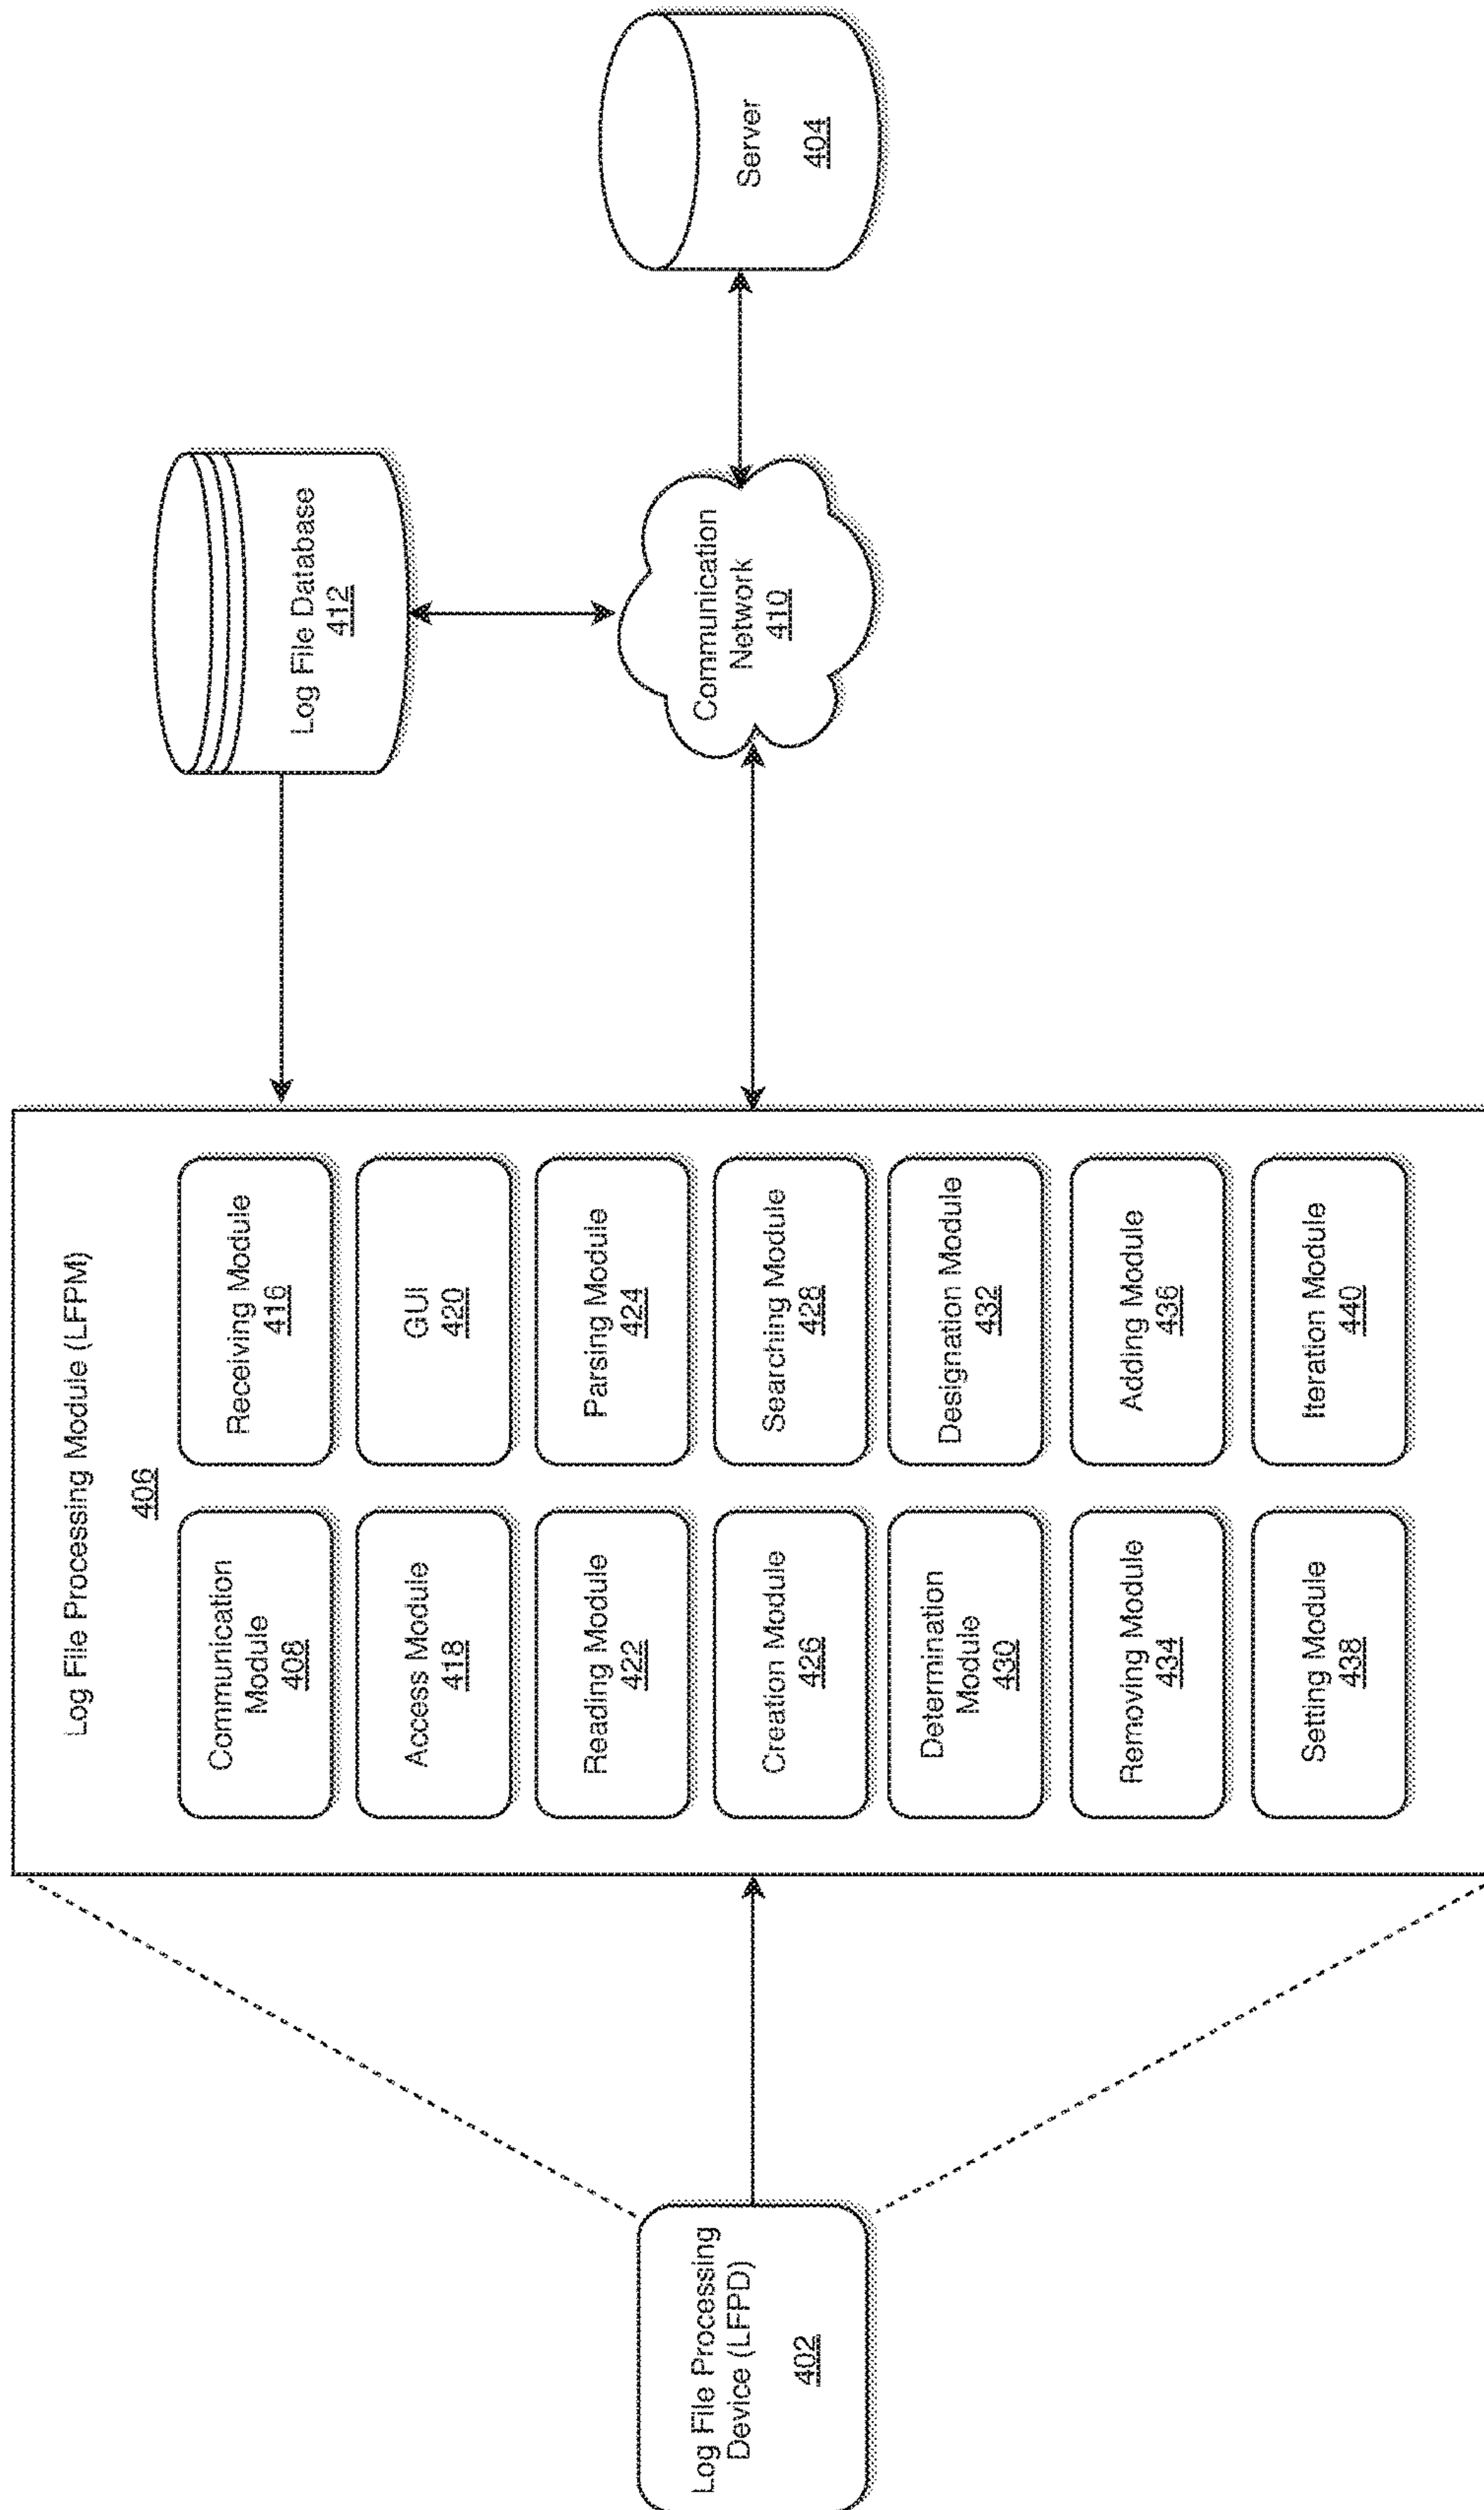 Log File Processing
Device (LFPD)
402
Log File Processing Module (LFPM)
406
Communication
Module
408
Receiving Module
416
Access Module
418
GUI
420
Reading Module
422
Parsing Module
424
Creation Module
426
Searching Module
428
Determination
Module
430
Designation Module
432
Removing Module
434
Adding Module
436
Setting Module
438
Iteration Module
440
Log File Database
412
Communication
Network
410
Server
404